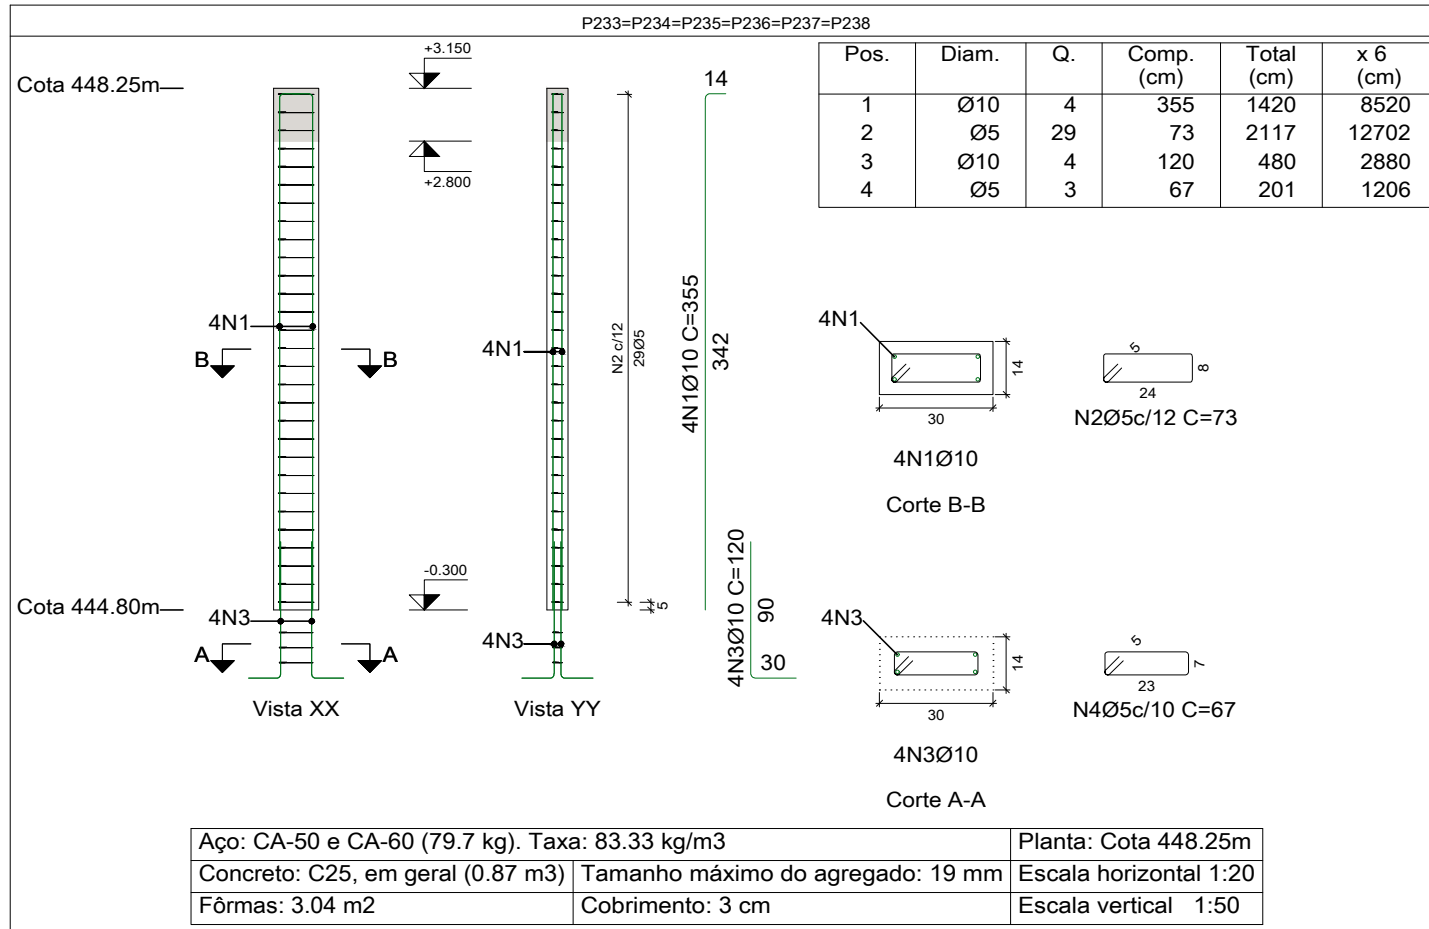 P233=P234=P235=P236=P237=P238
Cota 448.25m
+3.150
+2.800
4N1
B B
-0.300
Cota 444.80m
4N3
A A
Vista XX
4N1
4N3
Vista YY
N2 c/12
29Ø5
5
14
4N1Ø10 C=355
342
4N3Ø10 C=120
90
30
Pos. Diam. Q. Comp. (cm) Total (cm) x 6 (cm)
1 Ø10 4 355 1420 8520
2 Ø5 29 73 2117 12702
3 Ø10 4 120 480 2880
4 Ø5 3 67 201 1206
4N1
14
30
4N1Ø10
Corte B-B
5
8
24
N2Ø5c/12 C=73
4N3
14
30
4N3Ø10
Corte A-A
5
7
23
N4Ø5c/10 C=67
Aço: CA-50 e CA-60 (79.7 kg). Taxa: 83.33 kg/m3 Planta: Cota 448.25m
Concreto: C25, em geral (0.87 m3) Tamanho máximo do agregado: 19 mm Escala horizontal 1:20
Fôrmas: 3.04 m2 Cobrimento: 3 cm Escala vertical 1:50